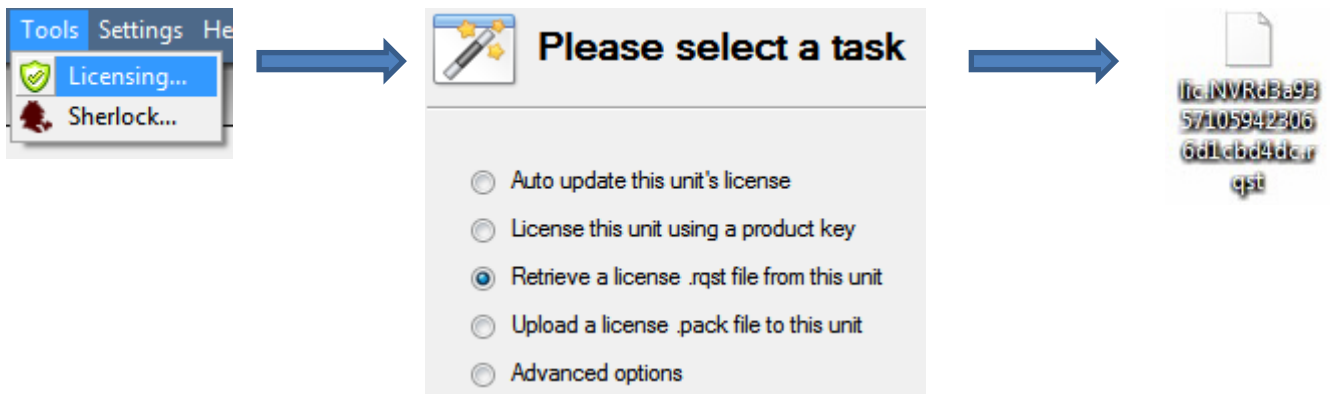 Tools Settings He
Licensing...
Sherlock...
Please select a task
Auto update this unit's license
License this unit using a product key
Retrieve a license .rqst file from this unit
Upload a license .pack file to this unit
Advanced options
lic.NVRd3a93
57105942306
6d1cbd4dc.r
qst